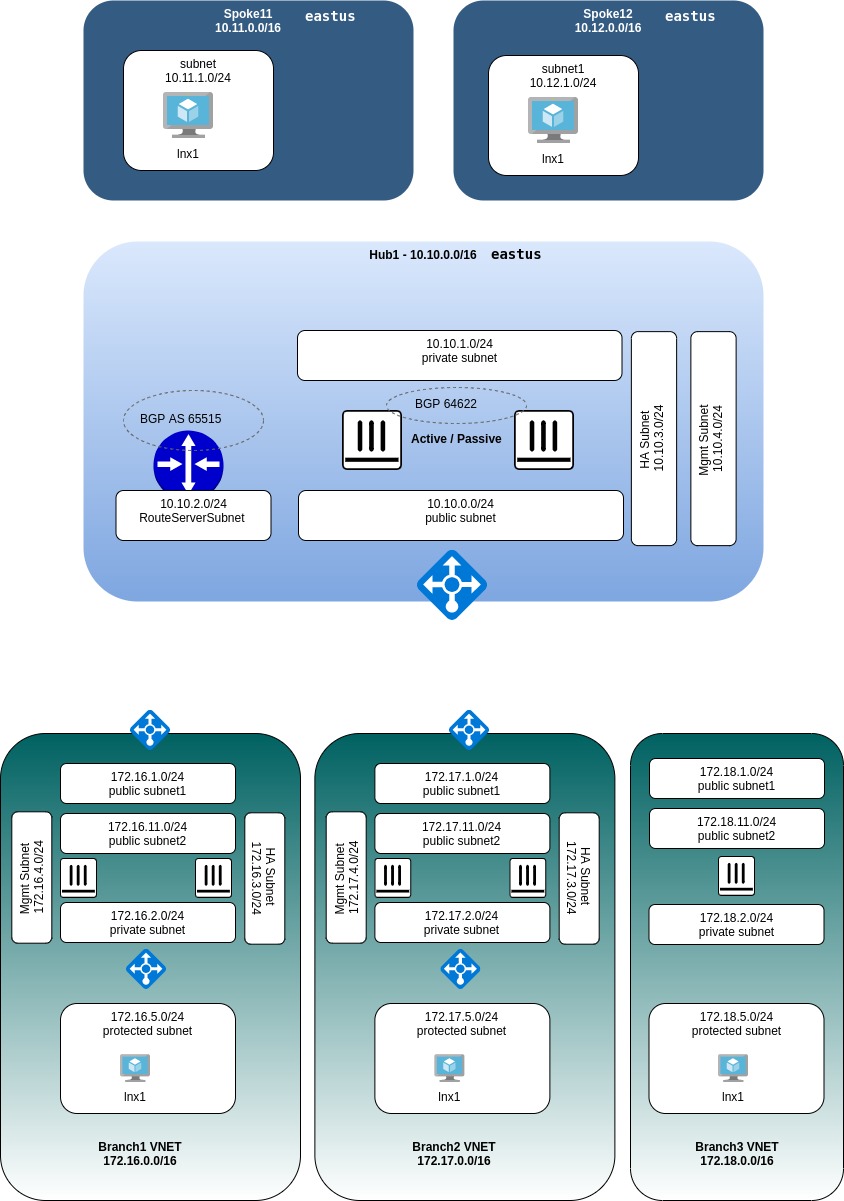 Spoke11 eastus
10.11.0.0/16
subnet
10.11.1.0/24
lnx1
Spoke12 eastus
10.12.0.0/16
subnet1
10.12.1.0/24
lnx1
Hub1 - 10.10.0.0/16 eastus
10.10.1.0/24
private subnet
BGP AS 65515
BGP 64622
Active / Passive
10.10.2.0/24
RouteServerSubnet
10.10.0.0/24
public subnet
HA Subnet
10.10.3.0/24
Mgmt Subnet
10.10.4.0/24
172.16.1.0/24
public subnet1
172.16.11.0/24
public subnet2
Mgmt Subnet
172.16.4.0/24
HA Subnet
172.16.3.0/24
172.16.2.0/24
private subnet
172.16.5.0/24
protected subnet
lnx1
Branch1 VNET
172.16.0.0/16
172.17.1.0/24
public subnet1
172.17.11.0/24
public subnet2
Mgmt Subnet
172.17.4.0/24
HA Subnet
172.17.3.0/24
172.17.2.0/24
private subnet
172.17.5.0/24
protected subnet
lnx1
Branch2 VNET
172.17.0.0/16
172.18.1.0/24
public subnet1
172.18.11.0/24
public subnet2
172.18.2.0/24
private subnet
172.18.5.0/24
protected subnet
lnx1
Branch3 VNET
172.18.0.0/16